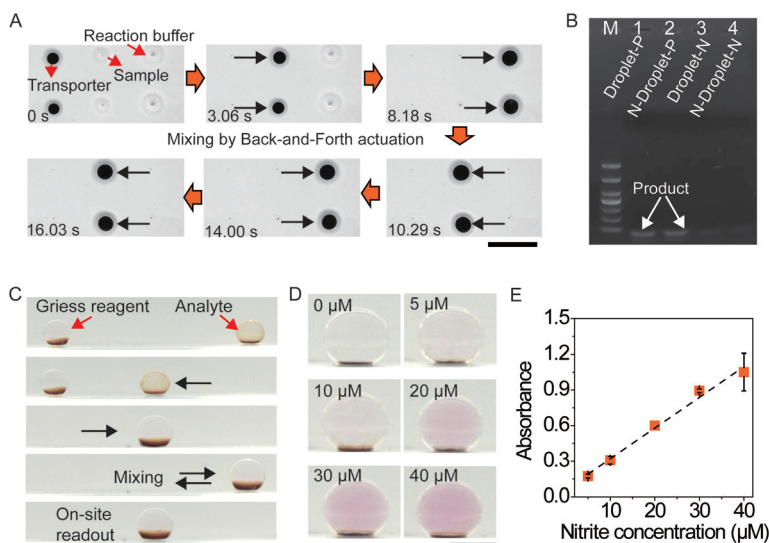 A
Reaction buffer
Transporter
Sample
0 s
3.06 s
8.18 s
Mixing by Back-and-Forth actuation
16.03 s
14.00 s
10.29 s
B
M 1 2 3 4
Droplet-P
N-Droplet-P
Droplet-N
N-Droplet-N
Product
C
Griess reagent
Analyte
Mixing
On-site
readout
D
0 µM
5 µM
10 µM
20 µM
30 µM
40 µM
E
1.5
1.2
0.9
0.6
0.3
0.0
Absorbance
10 20 30 40
Nitrite concentration (µM)